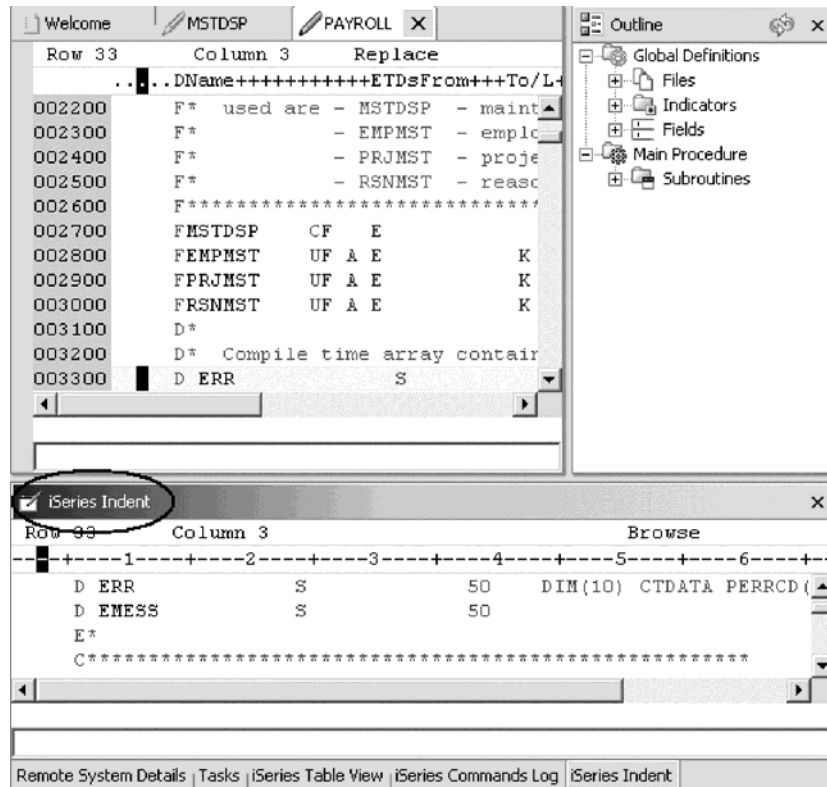 Welcome MSTDSP PAYROLL
Row 33 Column 3 Replace
.....DName+++++++++++ETDsFrom+++To/L+
002200 F* used are - MSTDSP - maint
002300 F* - EMPMST - emplo
002400 F* - PRJMST - proje
002500 F* - RSNMST - reaso
002600 F*****************************
002700 FMSTDSP CF E
002800 FEMPMST UF A E K
002900 FPRJMST UF A E K
003000 FRSNMST UF A E K
003100 D*
003200 D* Compile time array contain
003300 D ERR S
Outline
Global Definitions
Files
Indicators
Fields
Main Procedure
Subroutines
iSeries Indent
Row 33 Column 3 Browse
----+----1----+----2----+----3----+----4----+----5----+----6----+--
D ERR S 50 DIM(10) CTDATA PERRCD(
D EMESS S 50
E*
C******************************************************
Remote System Details Tasks iSeries Table View iSeries Commands Log iSeries Indent